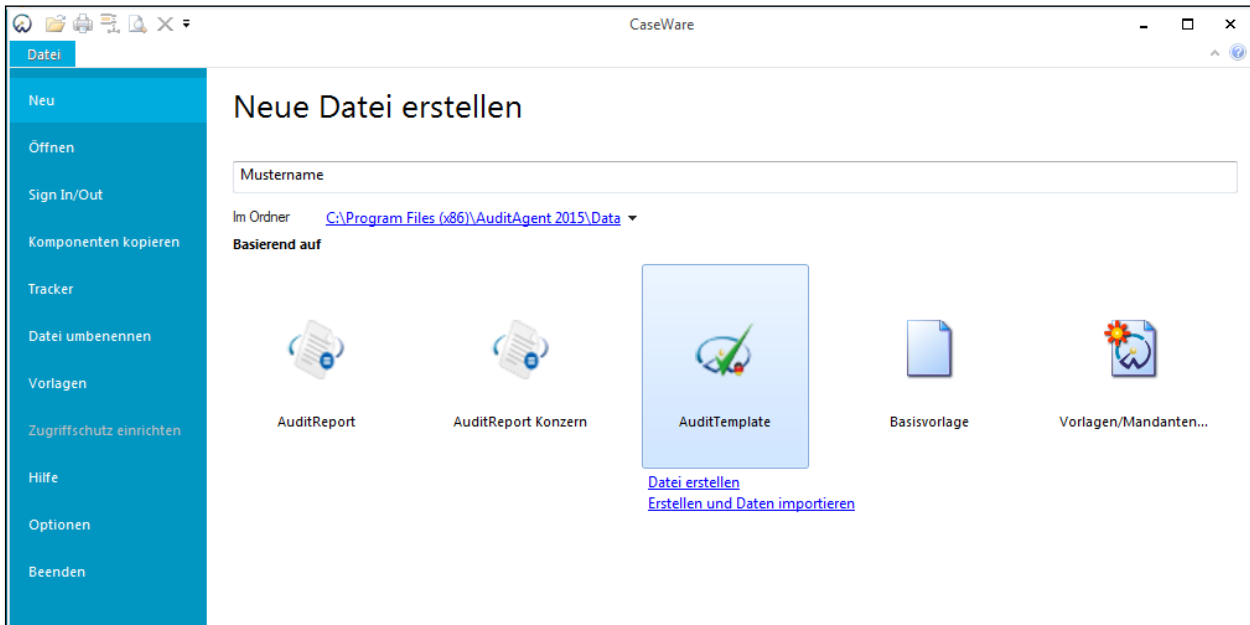 CaseWare
Datei
Neu
Öffnen
Sign In/Out
Komponenten kopieren
Tracker
Datei umbenennen
Vorlagen
Zugriffschutz einrichten
Hilfe
Optionen
Beenden
Neue Datei erstellen
Mustername
Im Ordner C:\Program Files (x86)\AuditAgent 2015\Data
Basierend auf
AuditReport
AuditReport Konzern
AuditTemplate
Basisvorlage
Vorlagen/Mandanten...
Datei erstellen
Erstellen und Daten importieren